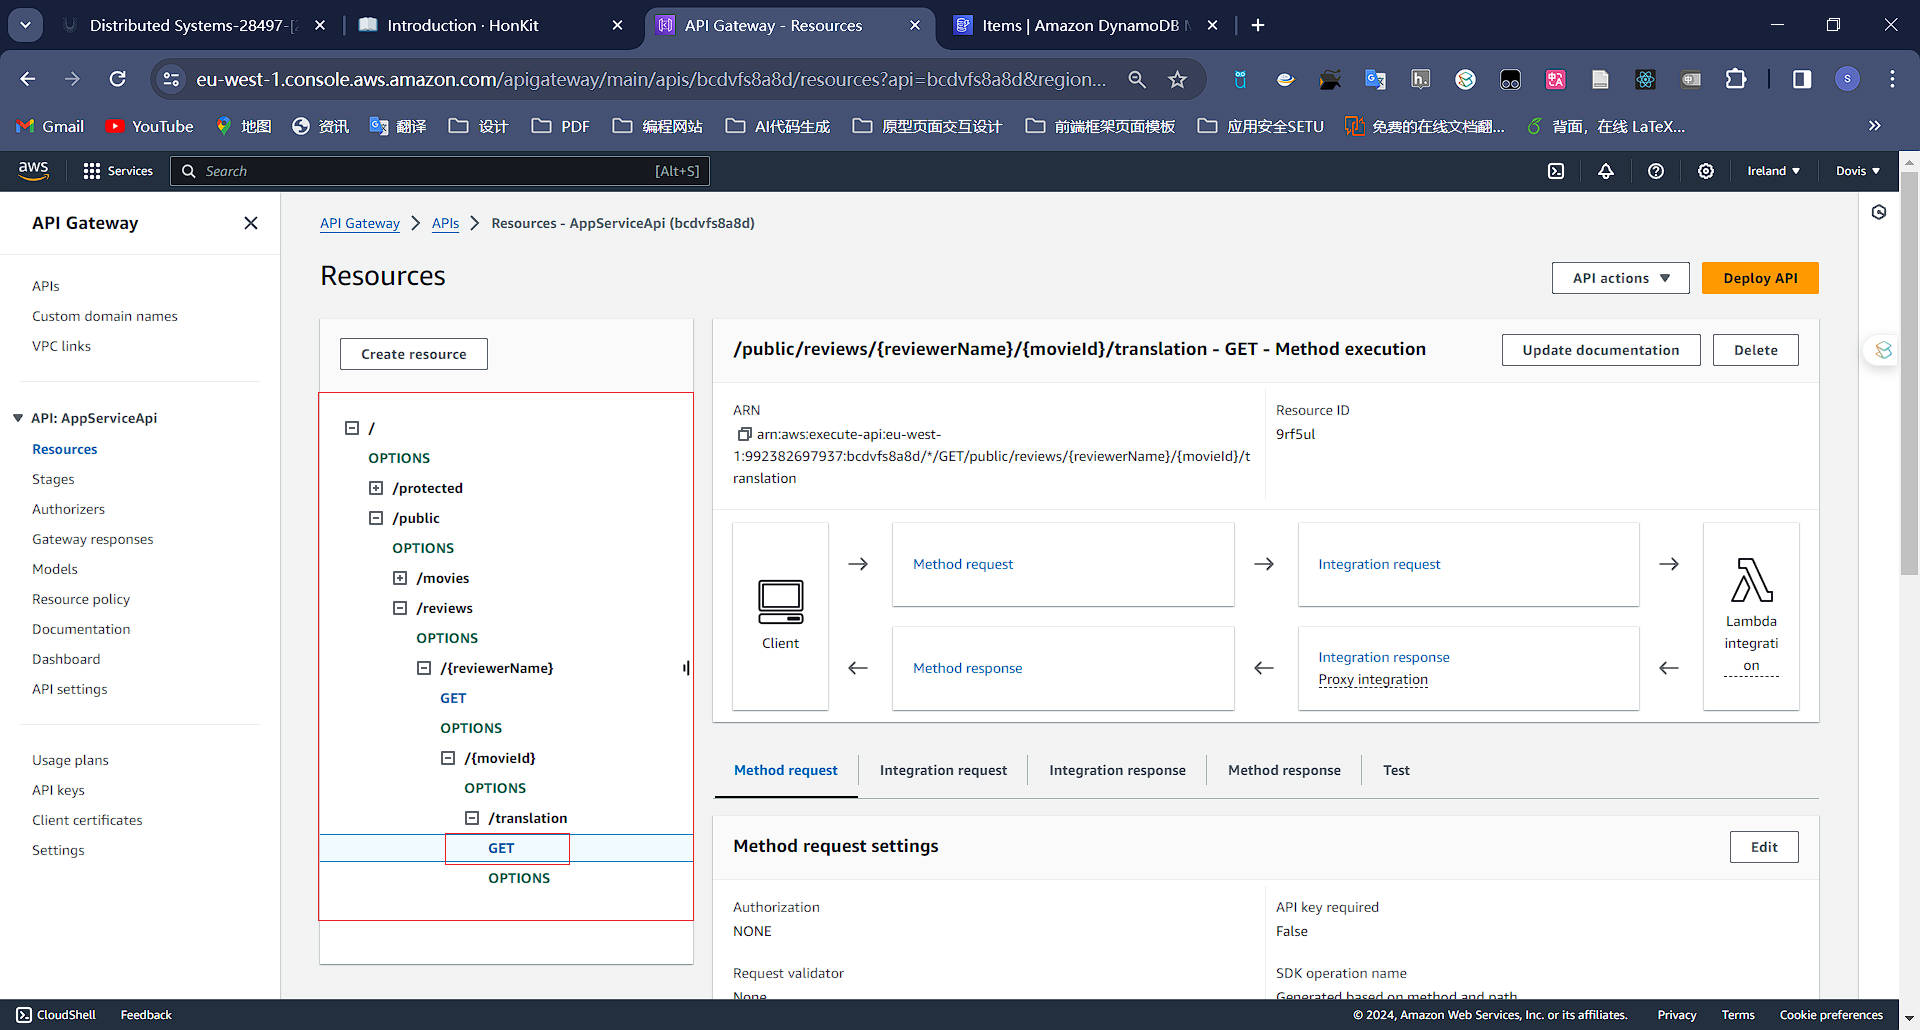 Distributed Systems-28497-[
Introduction · HonKit
API Gateway - Resources
Items | Amazon DynamoDB
eu-west-1.console.aws.amazon.com/apigateway/main/apis/bcdvfs8a8d/resources?api=bcdvfs8a8d&region...
S
Gmail
YouTube
地图
资讯
翻译
设计
PDF
编程网站
AI代码生成
原型页面交互设计
前端框架页面模板
应用安全SETU
免费的在线文档翻...
背面，在线 LaTeX...
aws
Services
Search
[Alt+S]
Ireland
Dovis
API Gateway
API Gateway
APIs
Resources - AppServiceApi (bcdvfs8a8d)
Resources
API actions
Deploy API
APIs
Custom domain names
VPC links
API: AppServiceApi
Resources
Stages
Authorizers
Gateway responses
Models
Resource policy
Documentation
Dashboard
API settings
Usage plans
API keys
Client certificates
Settings
Create resource
/
OPTIONS
/protected
/public
OPTIONS
/movies
/reviews
OPTIONS
/{reviewerName}
GET
OPTIONS
/{movieId}
OPTIONS
/translation
GET
OPTIONS
/public/reviews/{reviewerName}/{movieId}/translation - GET - Method execution
Update documentation
Delete
ARN
arn:aws:execute-api:eu-west-
1:992382697937:bcdvfs8a8d/*/GET/public/reviews/{reviewerName}/{movieId}/t
ranslation
Resource ID
9rf5ul
Client
Method request
Integration request
Method response
Integration response
Proxy integration
Lambda
integrati
on
Method request
Integration request
Integration response
Method response
Test
Method request settings
Edit
Authorization
NONE
API key required
False
Request validator
None
SDK operation name
Generated based on method and path
CloudShell
Feedback
© 2024, Amazon Web Services, Inc. or its affiliates.
Privacy
Terms
Cookie preferences